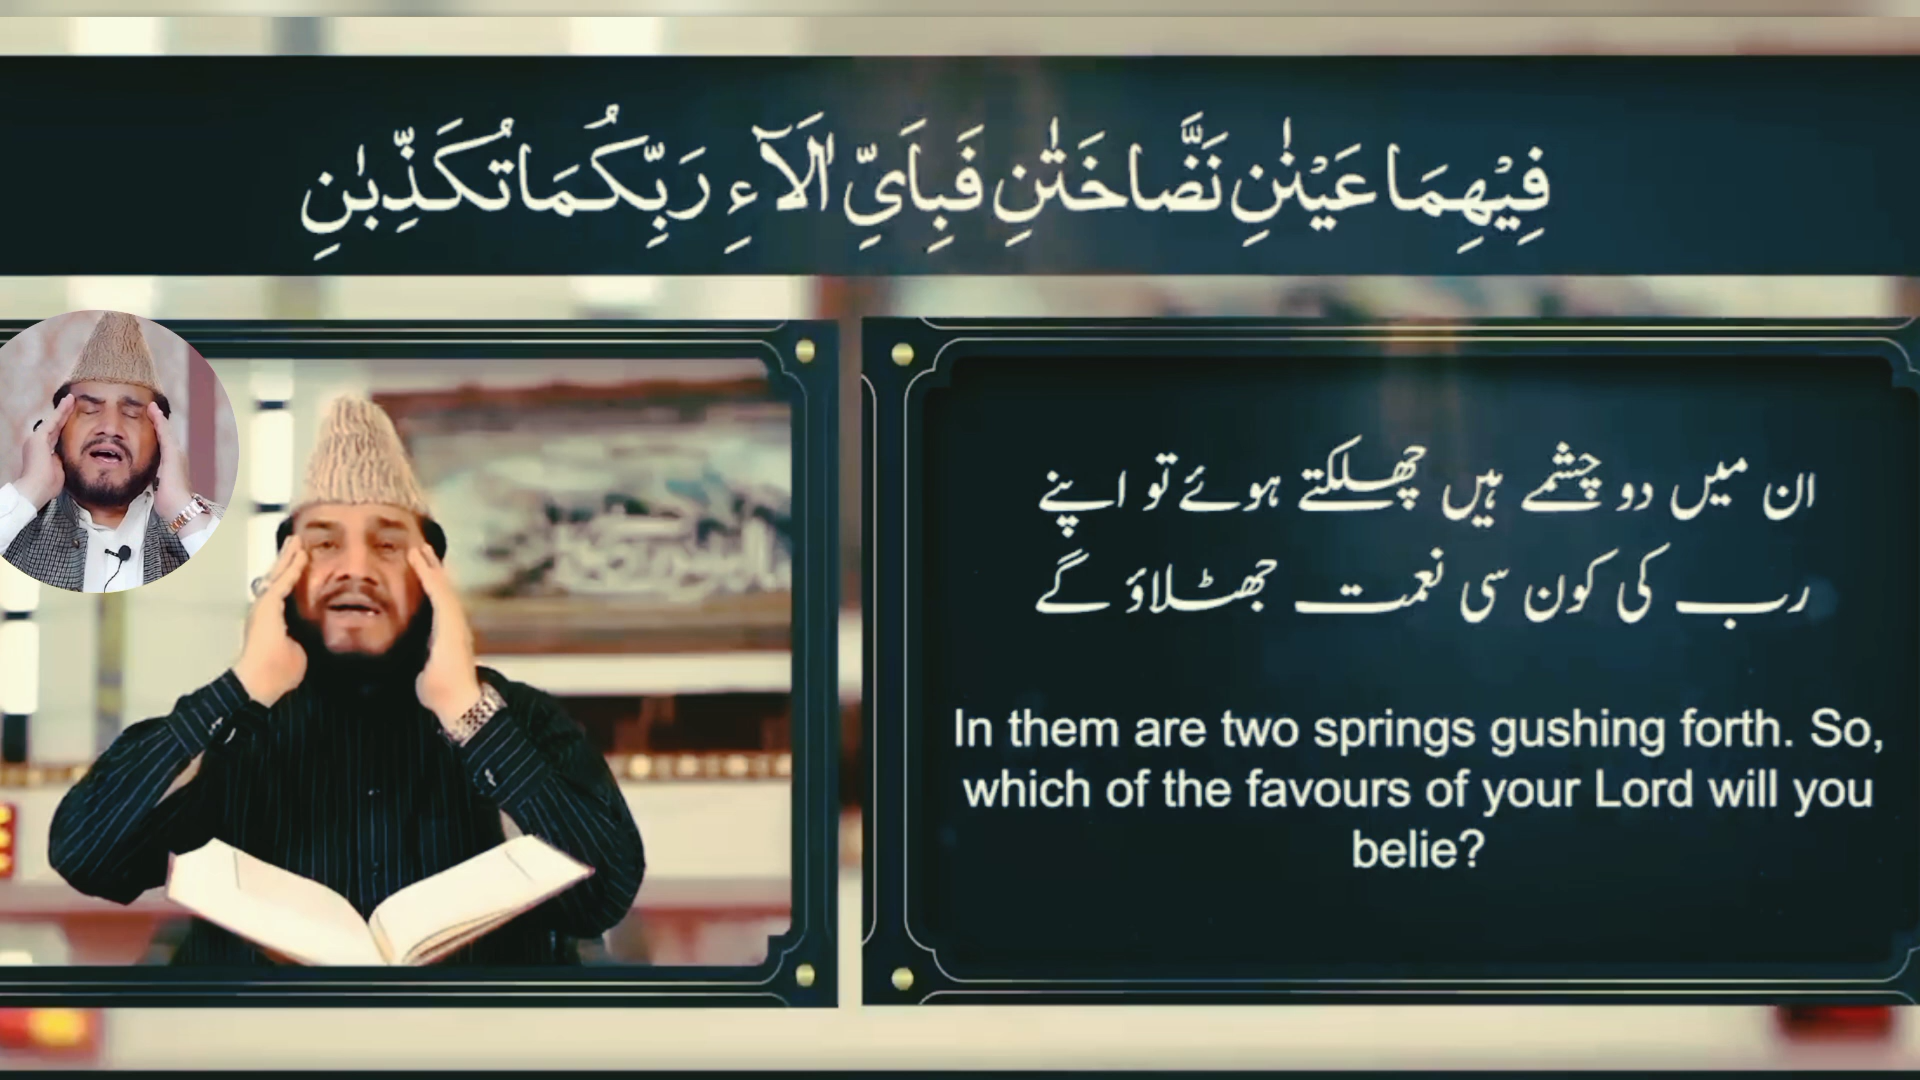 فِيْهِمَا عَيْنٰنِ نَضَّاخَتٰنِ فَبِاَيِّ اٰلَآءِ رَبِّكُمَا تُكَذِّبٰنِ
ان میں دو چشمے ہیں چھلکتے ہوئے تو اپنے
رب کی کون سی نعمت جھٹلاؤ گے
In them are two springs gushing forth. So,
which of the favours of your Lord will you
belie?